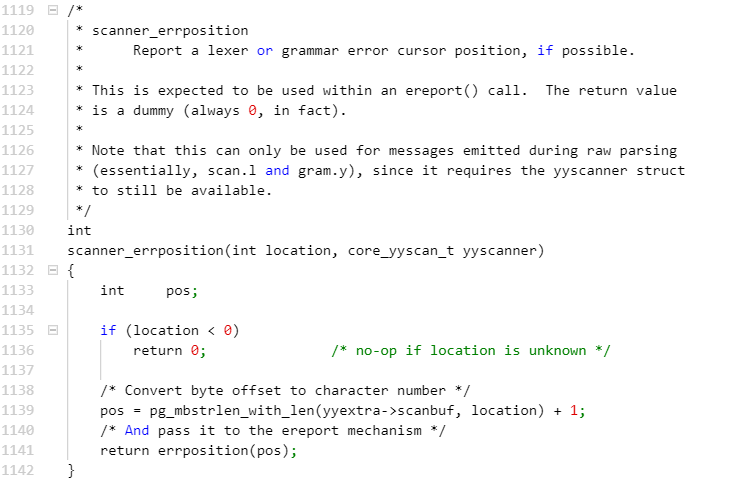 1119 /*
1120  * scanner_errposition
1121  *      Report a lexer or grammar error cursor position, if possible.
1122  *
1123  * This is expected to be used within an ereport() call.  The return value
1124  * is a dummy (always 0, in fact).
1125  *
1126  * Note that this can only be used for messages emitted during raw parsing
1127  * (essentially, scan.l and gram.y), since it requires the yyscanner struct
1128  * to still be available.
1129  */
1130 int
1131 scanner_errposition(int location, core_yyscan_t yyscanner)
1132 {
1133     int     pos;
1134
1135     if (location < 0)
1136         return 0;               /* no-op if location is unknown */
1137
1138     /* Convert byte offset to character number */
1139     pos = pg_mbstrlen_with_len(yyextra->scanbuf, location) + 1;
1140     /* And pass it to the ereport mechanism */
1141     return errposition(pos);
1142 }